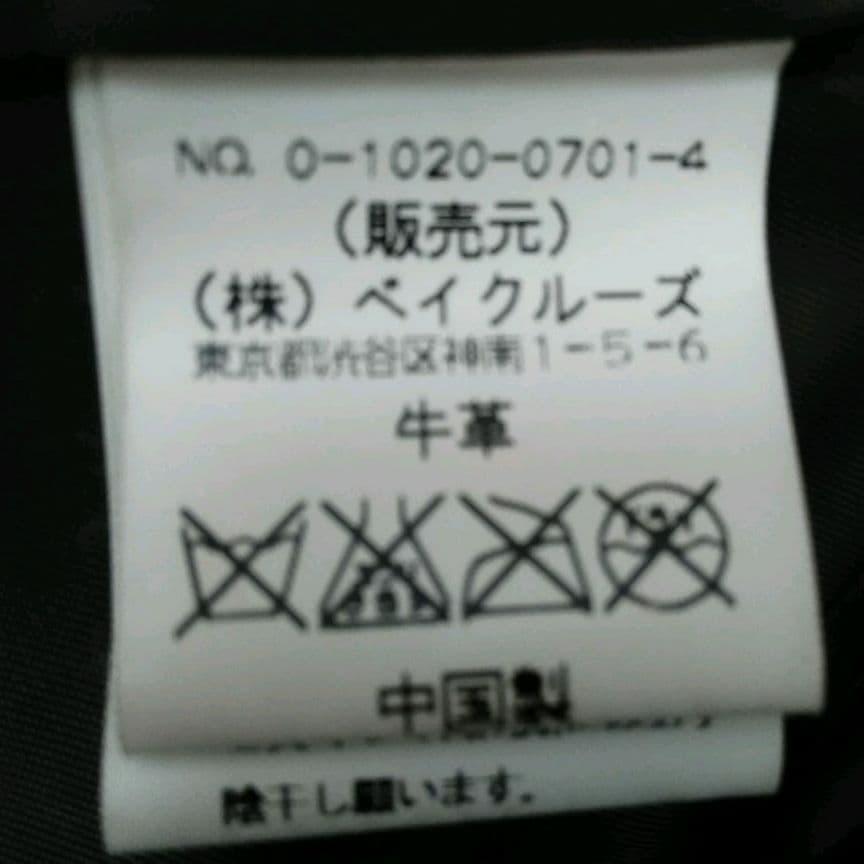 NO. 0-1020-0701-4
(販売元)
(株) ベイクルーズ
東京都渋谷区神南1-5-6
牛革
中国製
陰干し願います。